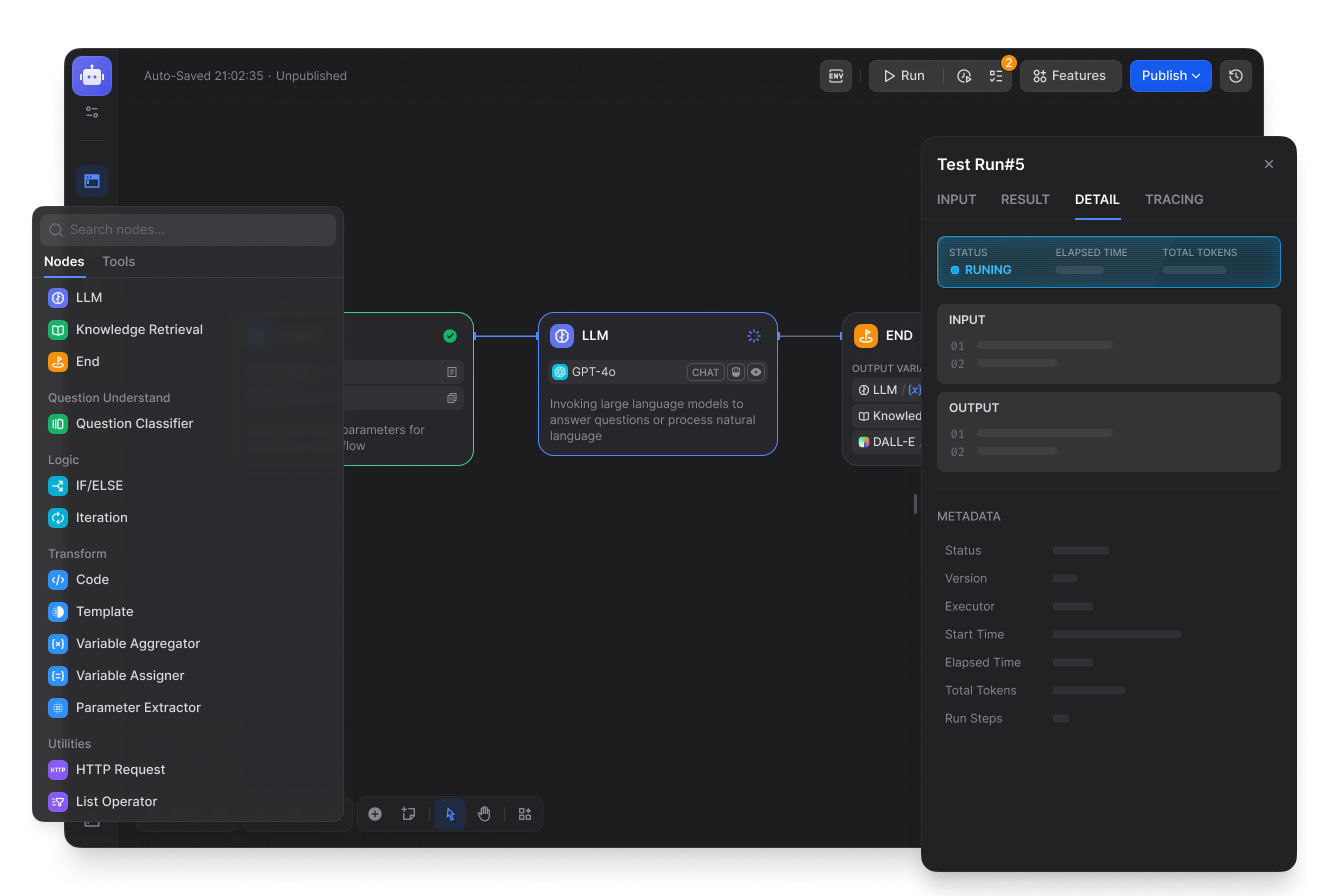 Auto-Saved 21:02:35 · Unpublished
ENV
Run
2
Features
Publish
Search nodes...
Nodes Tools
LLM
Knowledge Retrieval
End
Question Understand
Question Classifier
Logic
IF/ELSE
Iteration
Transform
Code
Template
Variable Aggregator
Variable Assigner
Parameter Extractor
Utilities
HTTP
HTTP Request
List Operator
parameters for
flow
LLM
GPT-4o CHAT
Invoking large language models to
answer questions or process natural
language
END
OUTPUT VARIA
LLM / {x}
Knowled
DALL-E
Test Run#5
INPUT RESULT DETAIL TRACING
STATUS ELAPSED TIME TOTAL TOKENS
RUNING
INPUT
01
02
OUTPUT
01
02
METADATA
Status
Version
Executor
Start Time
Elapsed Time
Total Tokens
Run Steps